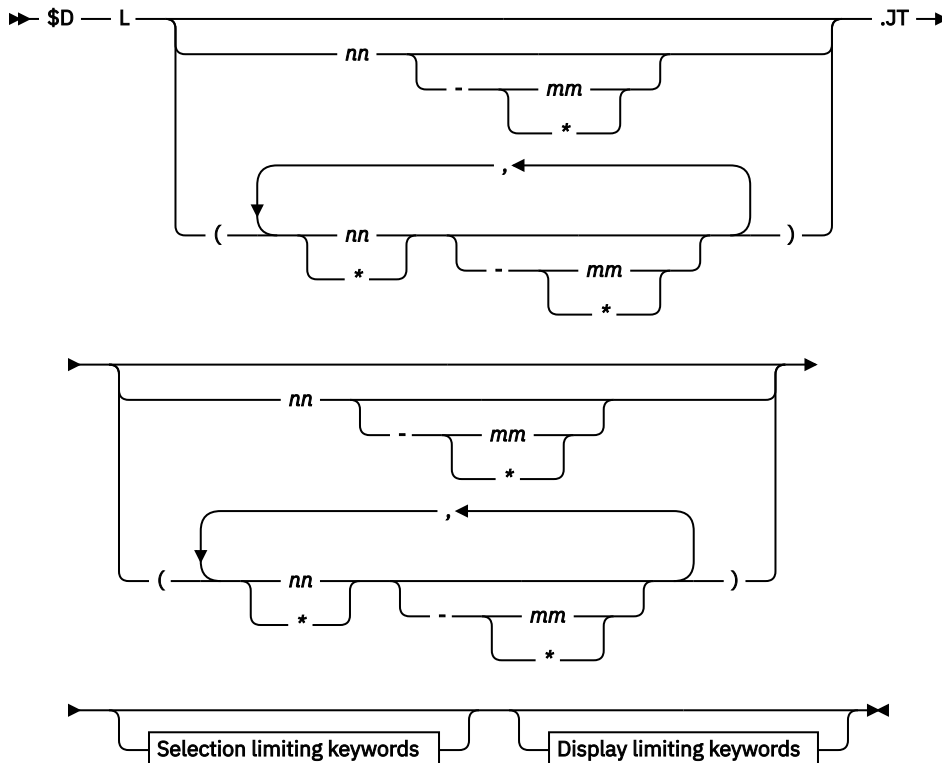 $D L .JT
nn
- mm
*
,
( nn )
* - mm
*
nn
- mm
*
,
( nn )
* - mm
*
Selection limiting keywords Display limiting keywords